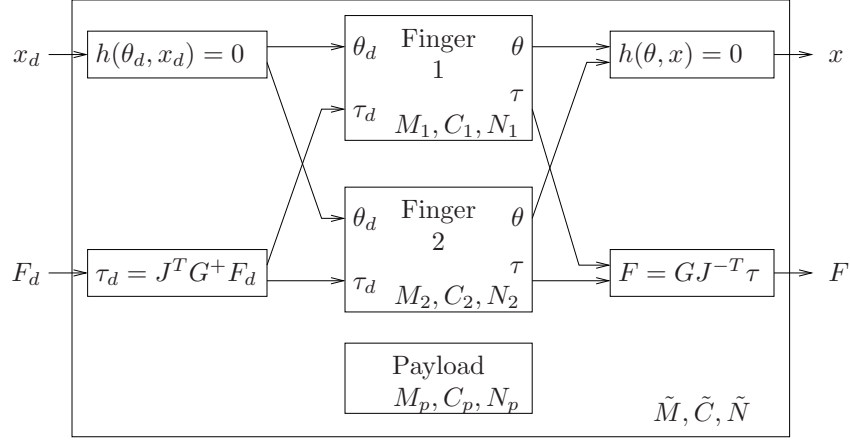 x_d
h(θ_d, x_d) = 0
θ_d Finger θ
1
τ
τ_d
M_1, C_1, N_1
h(θ, x) = 0
x
θ_d Finger θ
2
τ
τ_d
M_2, C_2, N_2
F_d
τ_d = J^T G^+ F_d
F = GJ^{-T} τ
F
Payload
M_p, C_p, N_p
M̃, C̃, Ñ